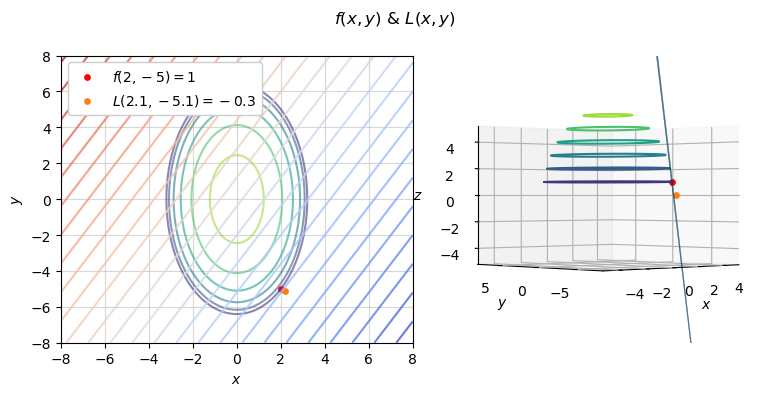 f(x, y) & L(x, y)
f(2, −5) = 1
L(2.1, −5.1) = −0.3
8
6
4
2
0
−2
−4
−6
−8
y
−8 −6 −4 −2 0 2 4 6 8
x
z
4
2
0
−2
−4
5 0 −5
y
−4 −2 0 2 4
x